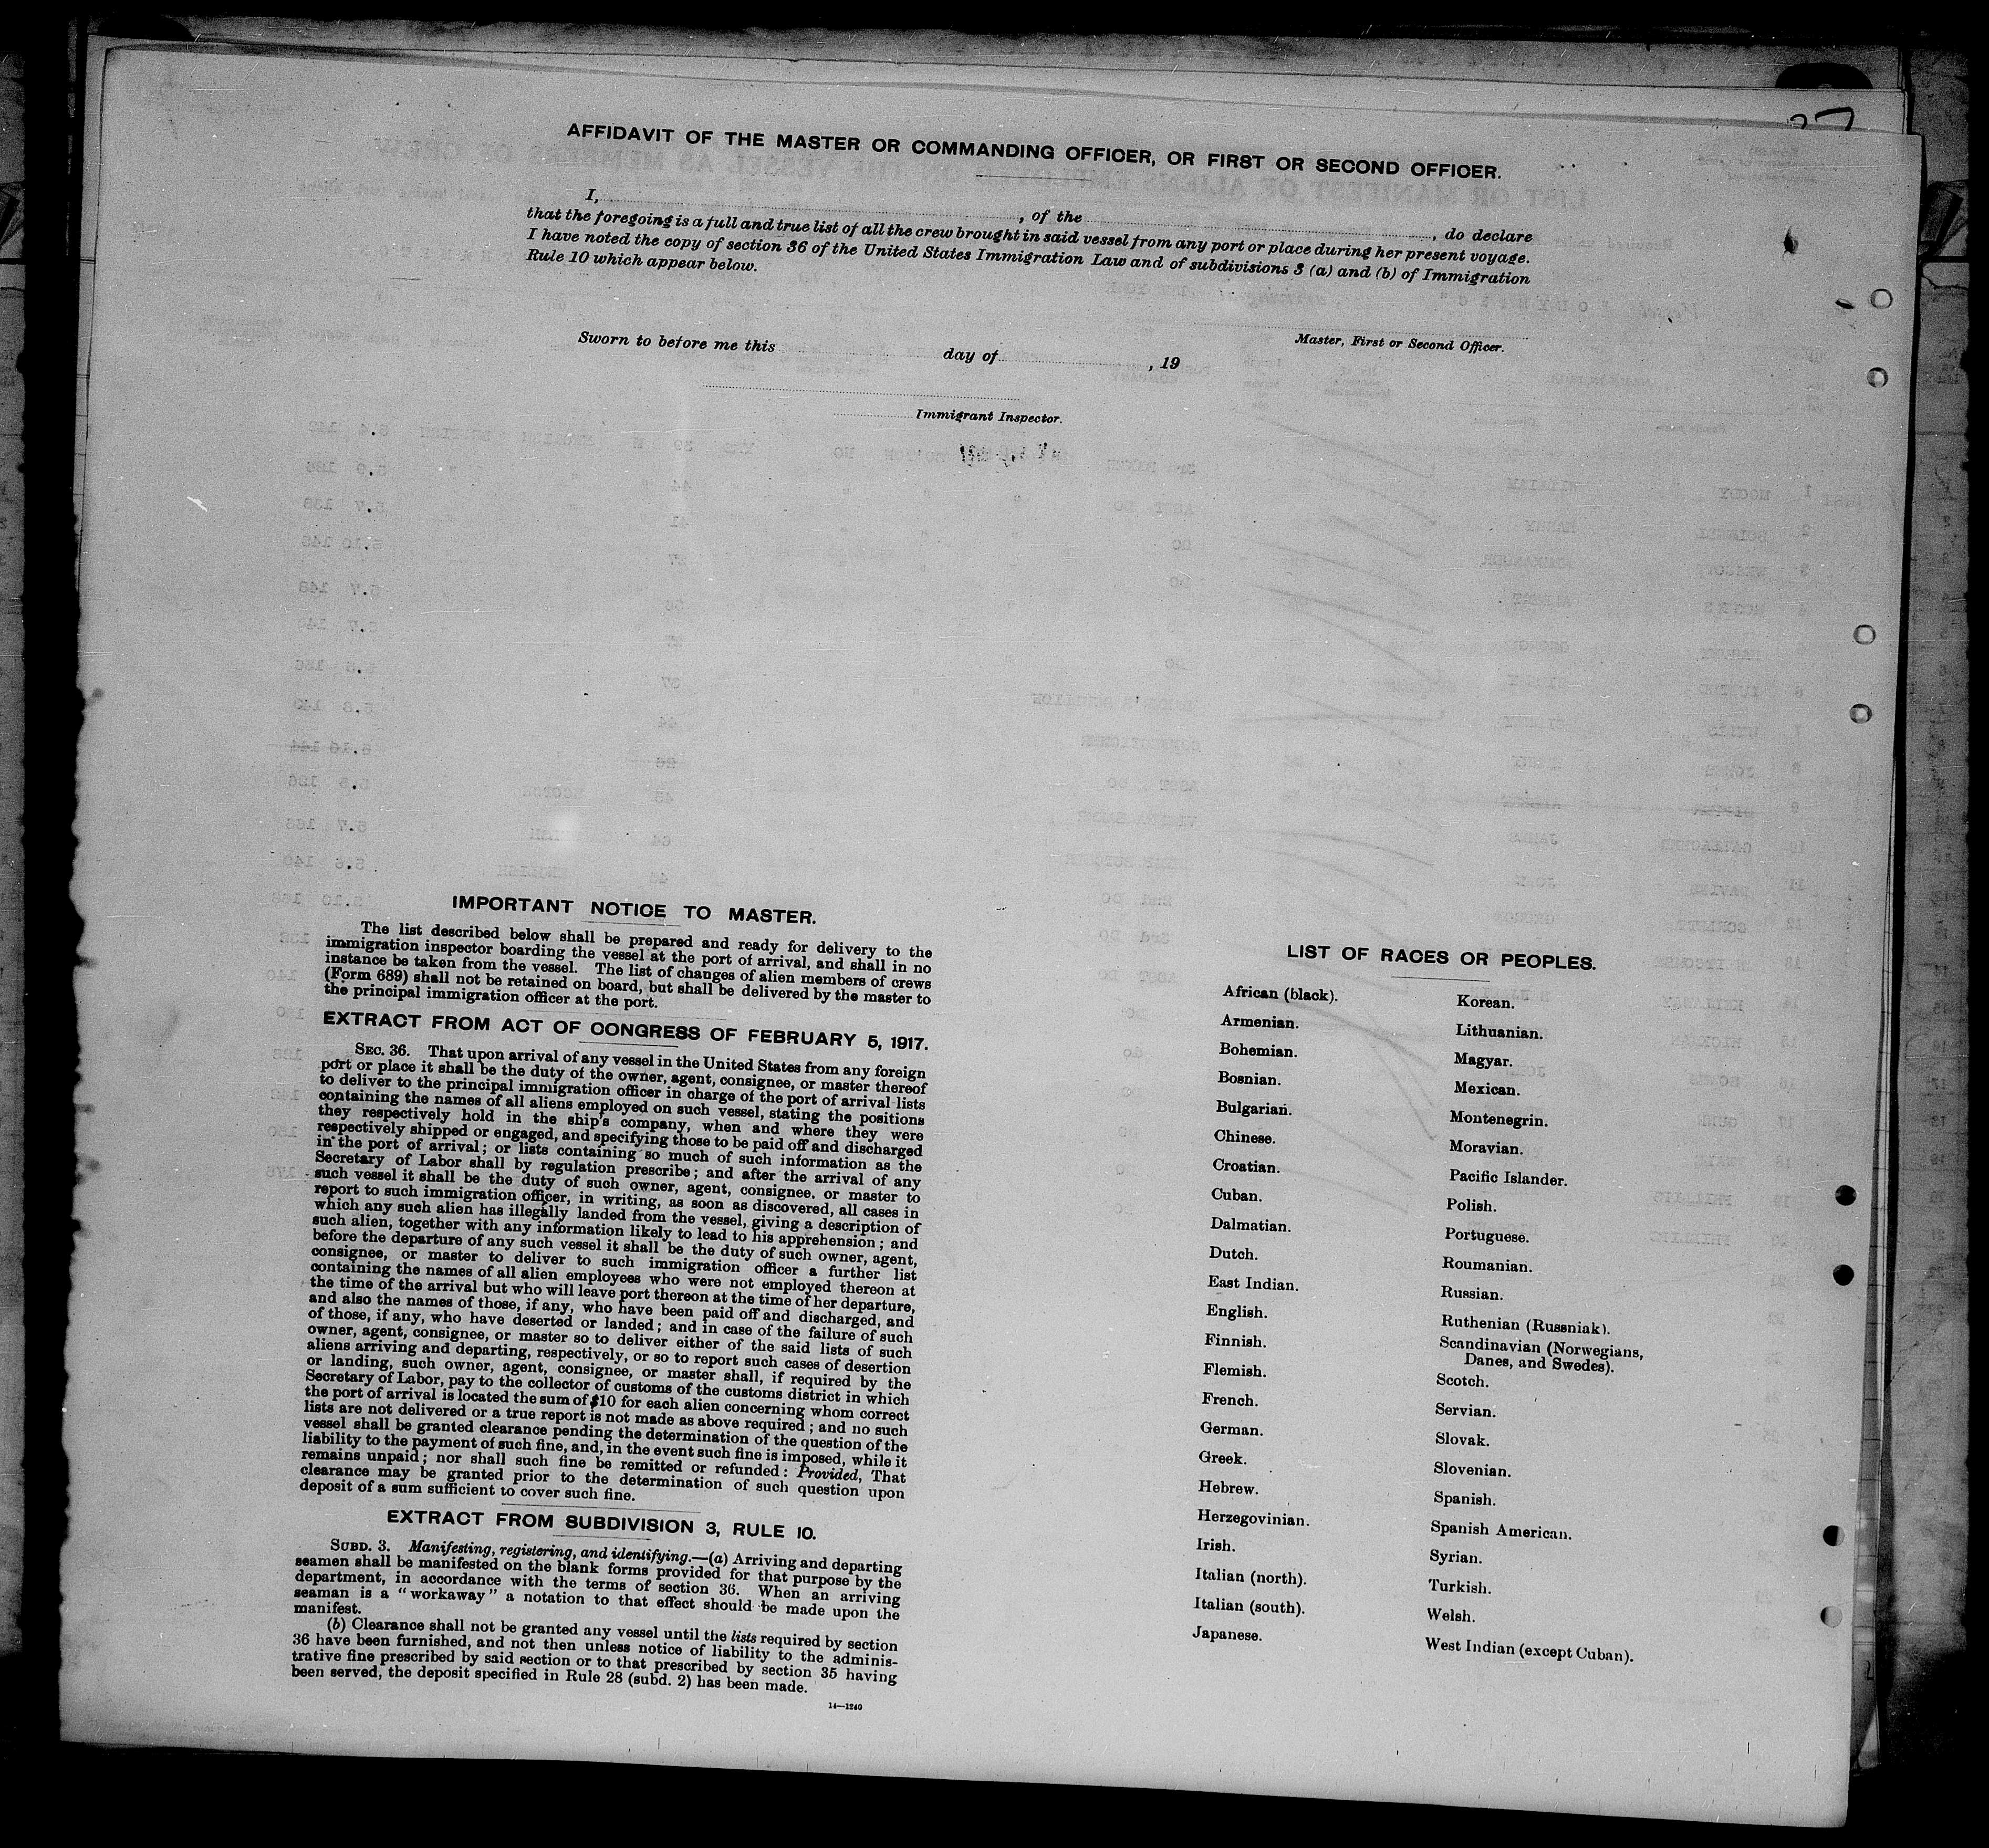 AFFIDAVIT OF THE MASTER OR COMMANDING OFFICER, OR FIRST OR SECOND OFFICER.
I, , of the , do declare
that the foregoing is a full and true list of all the crew brought in said vessel from any port or place during her present voyage.
I have noted the copy of section 36 of the United States Immigration Law and of subdivisions 3 (a) and (b) of Immigration
Rule 10 which appear below.
Master, First or Second Officer.
Sworn to before me this day of , 19
Immigrant Inspector.
IMPORTANT NOTICE TO MASTER.
The list described below shall be prepared and ready for delivery to the
immigration inspector boarding the vessel at the port of arrival, and shall in no
instance be taken from the vessel. The list of changes of alien members of crews
(Form 689) shall not be retained on board, but shall be delivered by the master to
the principal immigration officer at the port.
EXTRACT FROM ACT OF CONGRESS OF FEBRUARY 5, 1917.
SEC. 36. That upon arrival of any vessel in the United States from any foreign
port or place it shall be the duty of the owner, agent, consignee, or master thereof
to deliver to the principal immigration officer in charge of the port of arrival lists
containing the names of all aliens employed on such vessel, stating the positions
they respectively hold in the ship's company, when and where they were
respectively shipped or engaged, and specifying those to be paid off and discharged
in the port of arrival; or lists containing so much of such information as the
Secretary of Labor shall by regulation prescribe; and after the arrival of any
such vessel it shall be the duty of such owner, agent, consignee, or master to
report to such immigration officer, in writing, as soon as discovered, all cases in
which any such alien has illegally landed from the vessel, giving a description of
such alien, together with any information likely to lead to his apprehension; and
before the departure of any such vessel it shall be the duty of such owner, agent,
consignee, or master to deliver to such immigration officer a further list
containing the names of all alien employees who were not employed thereon at
the time of the arrival but who will leave port thereon at the time of her departure,
and also the names of those, if any, who have been paid off and discharged, and
of those, if any, who have deserted or landed; and in case of the failure of such
owner, agent, consignee, or master so to deliver either of the said lists of such
aliens arriving and departing, respectively, or so to report such cases of desertion
or landing, such owner, agent, consignee, or master shall, if required by the
Secretary of Labor, pay to the collector of customs of the customs district in which
the port of arrival is located the sum of $10 for each alien concerning whom correct
lists are not delivered or a true report is not made as above required; and no such
vessel shall be granted clearance pending the determination of the question of the
liability to the payment of such fine, and, in the event such fine is imposed, while it
remains unpaid; nor shall such fine be remitted or refunded: Provided, That
clearance may be granted prior to the determination of such question upon
deposit of a sum sufficient to cover such fine.
EXTRACT FROM SUBDIVISION 3, RULE 10.
SUBD. 3. Manifesting, registering, and identifying.—(a) Arriving and departing
seamen shall be manifested on the blank forms provided for that purpose by the
department, in accordance with the terms of section 36. When an arriving
seaman is a "workaway" a notation to that effect should be made upon the
manifest.
(b) Clearance shall not be granted any vessel until the lists required by section
36 have been furnished, and not then unless notice of liability to the adminis-
trative fine prescribed by said section or to that prescribed by section 35 having
been served, the deposit specified in Rule 28 (subd. 2) has been made.
14—1240
LIST OF RACES OR PEOPLES.
African (black).
Armenian.
Bohemian.
Bosnian.
Bulgarian.
Chinese.
Croatian.
Cuban.
Dalmatian.
Dutch.
East Indian.
English.
Finnish.
Flemish.
French.
German.
Greek.
Hebrew.
Herzegovinian.
Irish.
Italian (north).
Italian (south).
Japanese.
Korean.
Lithuanian.
Magyar.
Mexican.
Montenegrin.
Moravian.
Pacific Islander.
Polish.
Portuguese.
Roumanian.
Russian.
Ruthenian (Russniak).
Scandinavian (Norwegians,
Danes, and Swedes).
Scotch.
Servian.
Slovak.
Slovenian.
Spanish.
Spanish American.
Syrian.
Turkish.
Welsh.
West Indian (except Cuban).